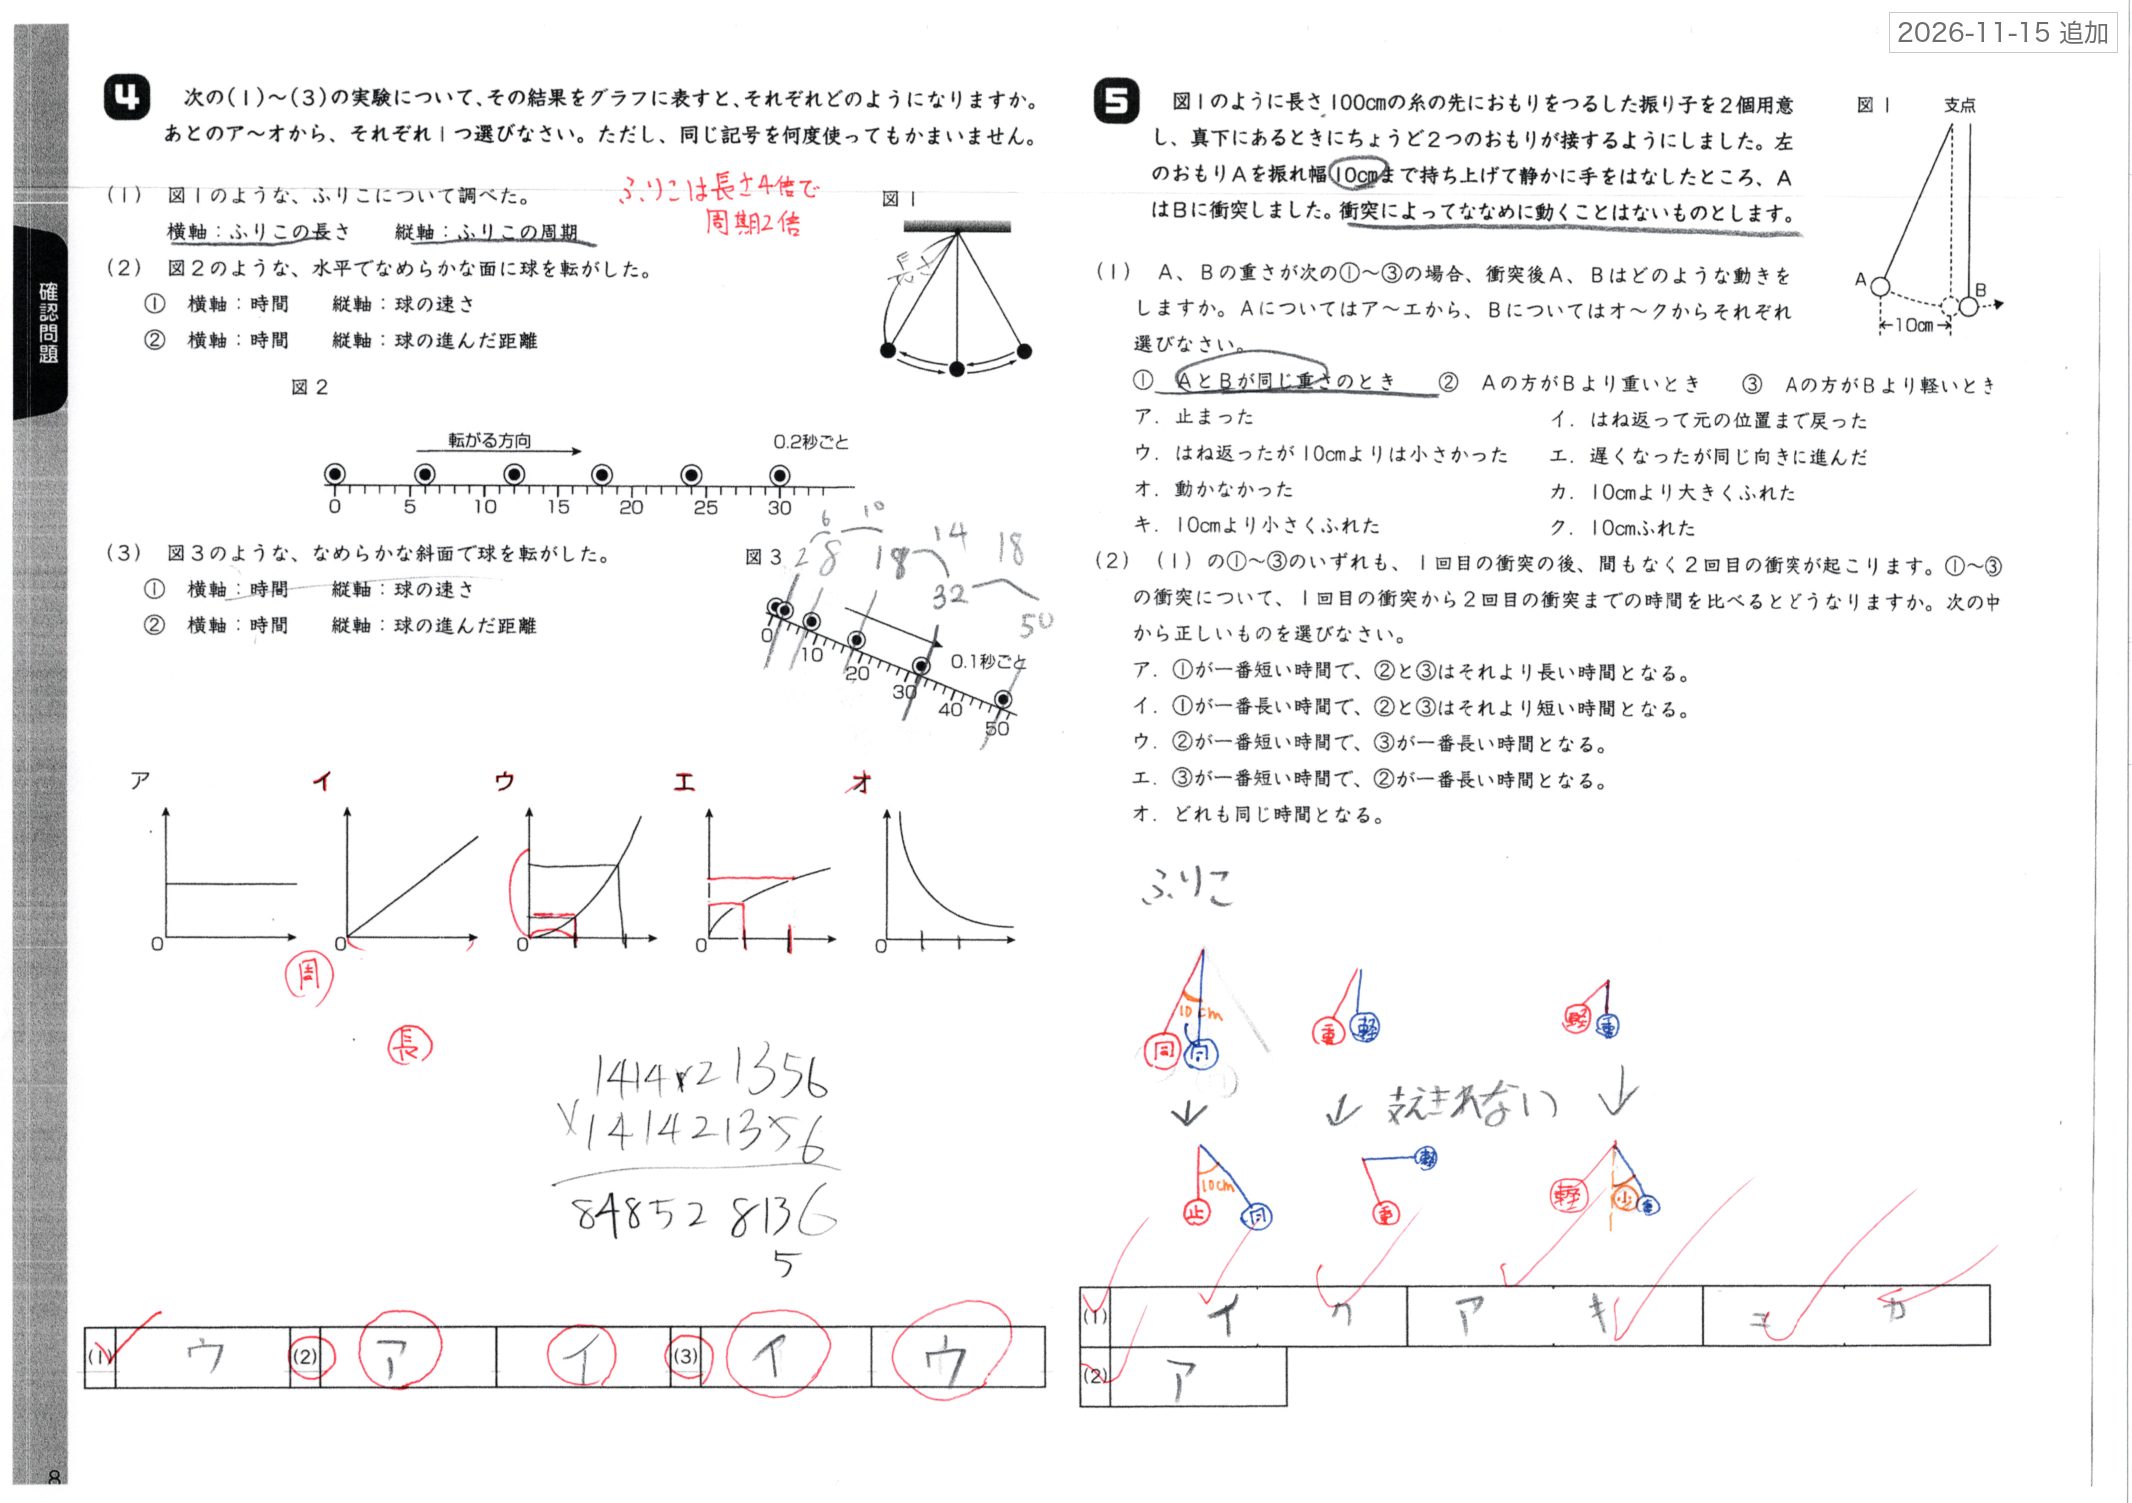 2026-11-15 追加
確認問題
4 次の(1)～(3)の実験について、その結果をグラフに表すと、それぞれどのようになりますか。
あとのア～オから、それぞれ1つ選びなさい。ただし、同じ記号を何度使ってもかまいません。
(1) 図1のような、ふりこについて調べた。
横軸：ふりこの長さ 縦軸：ふりこの周期
ふりこは長さ4倍で
周期2倍
図1
長さ
(2) 図2のような、水平でなめらかな面に球を転がした。
① 横軸：時間 縦軸：球の速さ
② 横軸：時間 縦軸：球の進んだ距離
図2
転がる方向
0.2秒ごと
0 5 10 15 20 25 30
(3) 図3のような、なめらかな斜面で球を転がした。
① 横軸：時間 縦軸：球の速さ
② 横軸：時間 縦軸：球の進んだ距離
図3
6 10 14 18
2 8 18 32 50
0.1秒ごと
0 10 20 30 40 50
ア イ ウ エ オ
0 0 0 0 0
周
長
141421356
×141421356
848528136
5
(1) ウ (2) ア イ (3) イ ウ
8
5 図1のように長さ100cmの糸の先におもりをつるした振り子を2個用意
し、真下にあるときにちょうど2つのおもりが接するようにしました。左
のおもりAを振れ幅10cmまで持ち上げて静かに手をはなしたところ、A
はBに衝突しました。衝突によってななめに動くことはないものとします。
図1 支点
A B
10cm
(1) A、Bの重さが次の①～③の場合、衝突後A、Bはどのような動きを
しますか。Aについてはア～エから、Bについてはオ～クからそれぞれ
選びなさい。
① AとBが同じ重さのとき ② Aの方がBより重いとき ③ Aの方がBより軽いとき
ア．止まった イ．はね返って元の位置まで戻った
ウ．はね返ったが10cmよりは小さかった エ．遅くなったが同じ向きに進んだ
オ．動かなかった カ．10cmより大きくふれた
キ．10cmより小さくふれた ク．10cmふれた
(2) (1)の①～③のいずれも、1回目の衝突の後、間もなく2回目の衝突が起こります。①～③
の衝突について、1回目の衝突から2回目の衝突までの時間を比べるとどうなりますか。次の中
から正しいものを選びなさい。
ア．①が一番短い時間で、②と③はそれより長い時間となる。
イ．①が一番長い時間で、②と③はそれより短い時間となる。
ウ．②が一番短い時間で、③が一番長い時間となる。
エ．③が一番短い時間で、②が一番長い時間となる。
オ．どれも同じ時間となる。
ふりこ
10cm
同 同 重 軽 軽 重
支えきれない
10cm
止 同 軽 重 軽 少 重
(1) イ ク ア キ エ カ
(2) ア